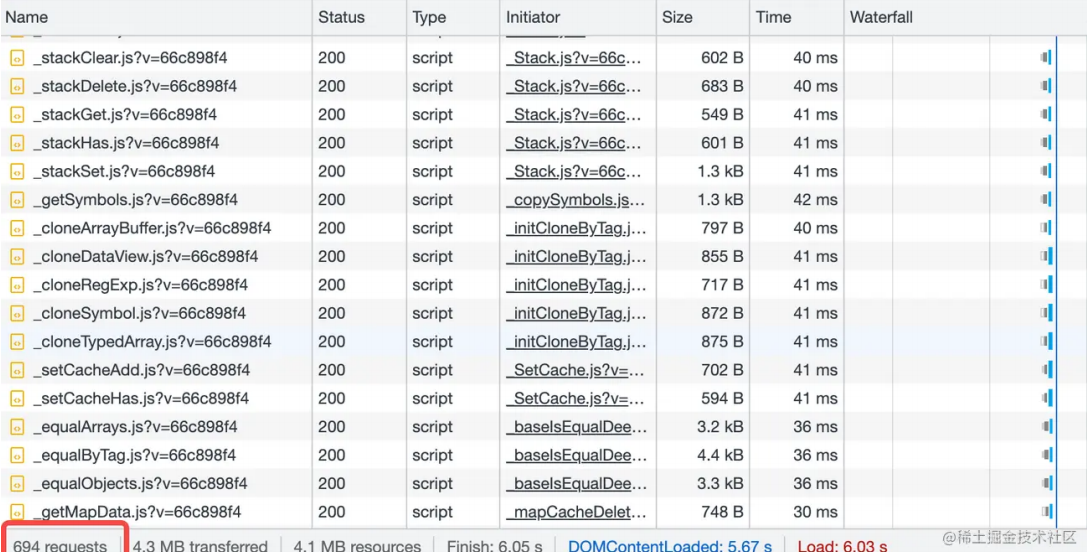 Name Status Type Initiator Size Time Waterfall
_stackClear.js?v=66c898f4 200 script _Stack.js?v=66c... 602 B 40 ms
_stackDelete.js?v=66c898f4 200 script _Stack.js?v=66c... 683 B 40 ms
_stackGet.js?v=66c898f4 200 script _Stack.js?v=66c... 549 B 41 ms
_stackHas.js?v=66c898f4 200 script _Stack.js?v=66c... 601 B 41 ms
_stackSet.js?v=66c898f4 200 script _Stack.js?v=66c... 1.3 kB 41 ms
_getSymbols.js?v=66c898f4 200 script _copySymbols.js... 1.3 kB 42 ms
_cloneArrayBuffer.js?v=66c898f4 200 script _initCloneByTag.j... 797 B 40 ms
_cloneDataView.js?v=66c898f4 200 script _initCloneByTag.j... 855 B 41 ms
_cloneRegExp.js?v=66c898f4 200 script _initCloneByTag.j... 717 B 41 ms
_cloneSymbol.js?v=66c898f4 200 script _initCloneByTag.j... 872 B 41 ms
_cloneTypedArray.js?v=66c898f4 200 script _initCloneByTag.j... 875 B 41 ms
_setCacheAdd.js?v=66c898f4 200 script _SetCache.js?v=... 702 B 41 ms
_setCacheHas.js?v=66c898f4 200 script _SetCache.js?v=... 594 B 41 ms
_equalArrays.js?v=66c898f4 200 script _baseIsEqualDee... 3.2 kB 36 ms
_equalByTag.js?v=66c898f4 200 script _baseIsEqualDee... 4.4 kB 36 ms
_equalObjects.js?v=66c898f4 200 script _baseIsEqualDee... 3.3 kB 36 ms
_getMapData.js?v=66c898f4 200 script _mapCacheDelet... 748 B 30 ms
694 requests 4.3 MB transferred 4.1 MB resources Finish: 6.05 s DOMContentLoaded: 5.67 s Load: 6.03 s
@稀土掘金技术社区